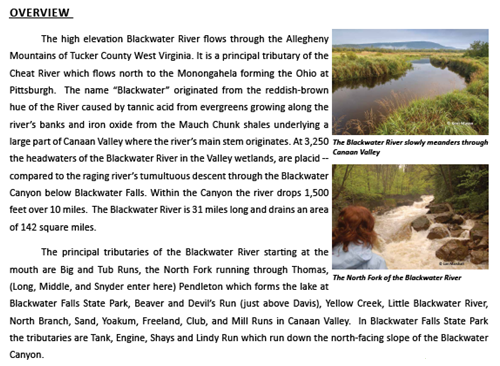 OVERVIEW
The high elevation Blackwater River flows through the Allegheny
Mountains of Tucker County West Virginia. It is a principal tributary of the
Cheat River which flows north to the Monongahela forming the Ohio at
Pittsburgh. The name "Blackwater" originated from the reddish-brown
hue of the River caused by tannic acid from evergreens growing along the
river's banks and iron oxide from the Mauch Chunk shales underlying a
large part of Canaan Valley where the river's main stem originates. At 3,250
the headwaters of the Blackwater River in the Valley wetlands, are placid --
compared to the raging river's tumultuous descent through the Blackwater
Canyon below Blackwater Falls. Within the Canyon the river drops 1,500
feet over 10 miles. The Blackwater River is 31 miles long and drains an area
of 142 square miles.
The Blackwater River slowly meanders through
Canaan Valley
The North Fork of the Blackwater River
The principal tributaries of the Blackwater River starting at the
mouth are Big and Tub Runs, the North Fork running through Thomas,
(Long, Middle, and Snyder enter here) Pendleton which forms the lake at
Blackwater Falls State Park, Beaver and Devil's Run (just above Davis), Yellow Creek, Little Blackwater River,
North Branch, Sand, Yoakum, Freeland, Club, and Mill Runs in Canaan Valley. In Blackwater Falls State Park
the tributaries are Tank, Engine, Shays and Lindy Run which run down the north-facing slope of the Blackwater
Canyon.